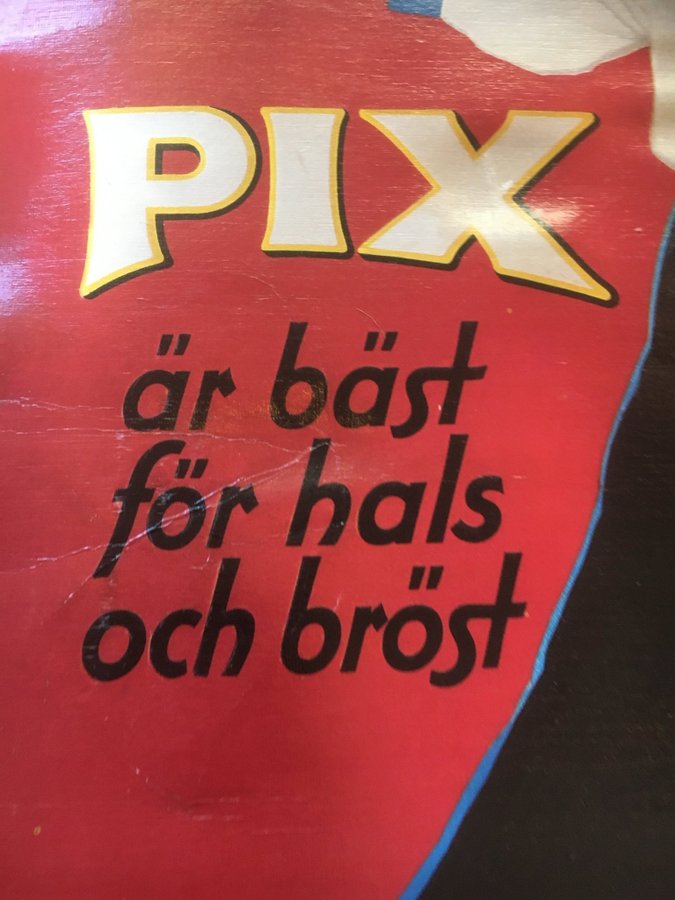 PIX
är bäst
för hals
och bröst